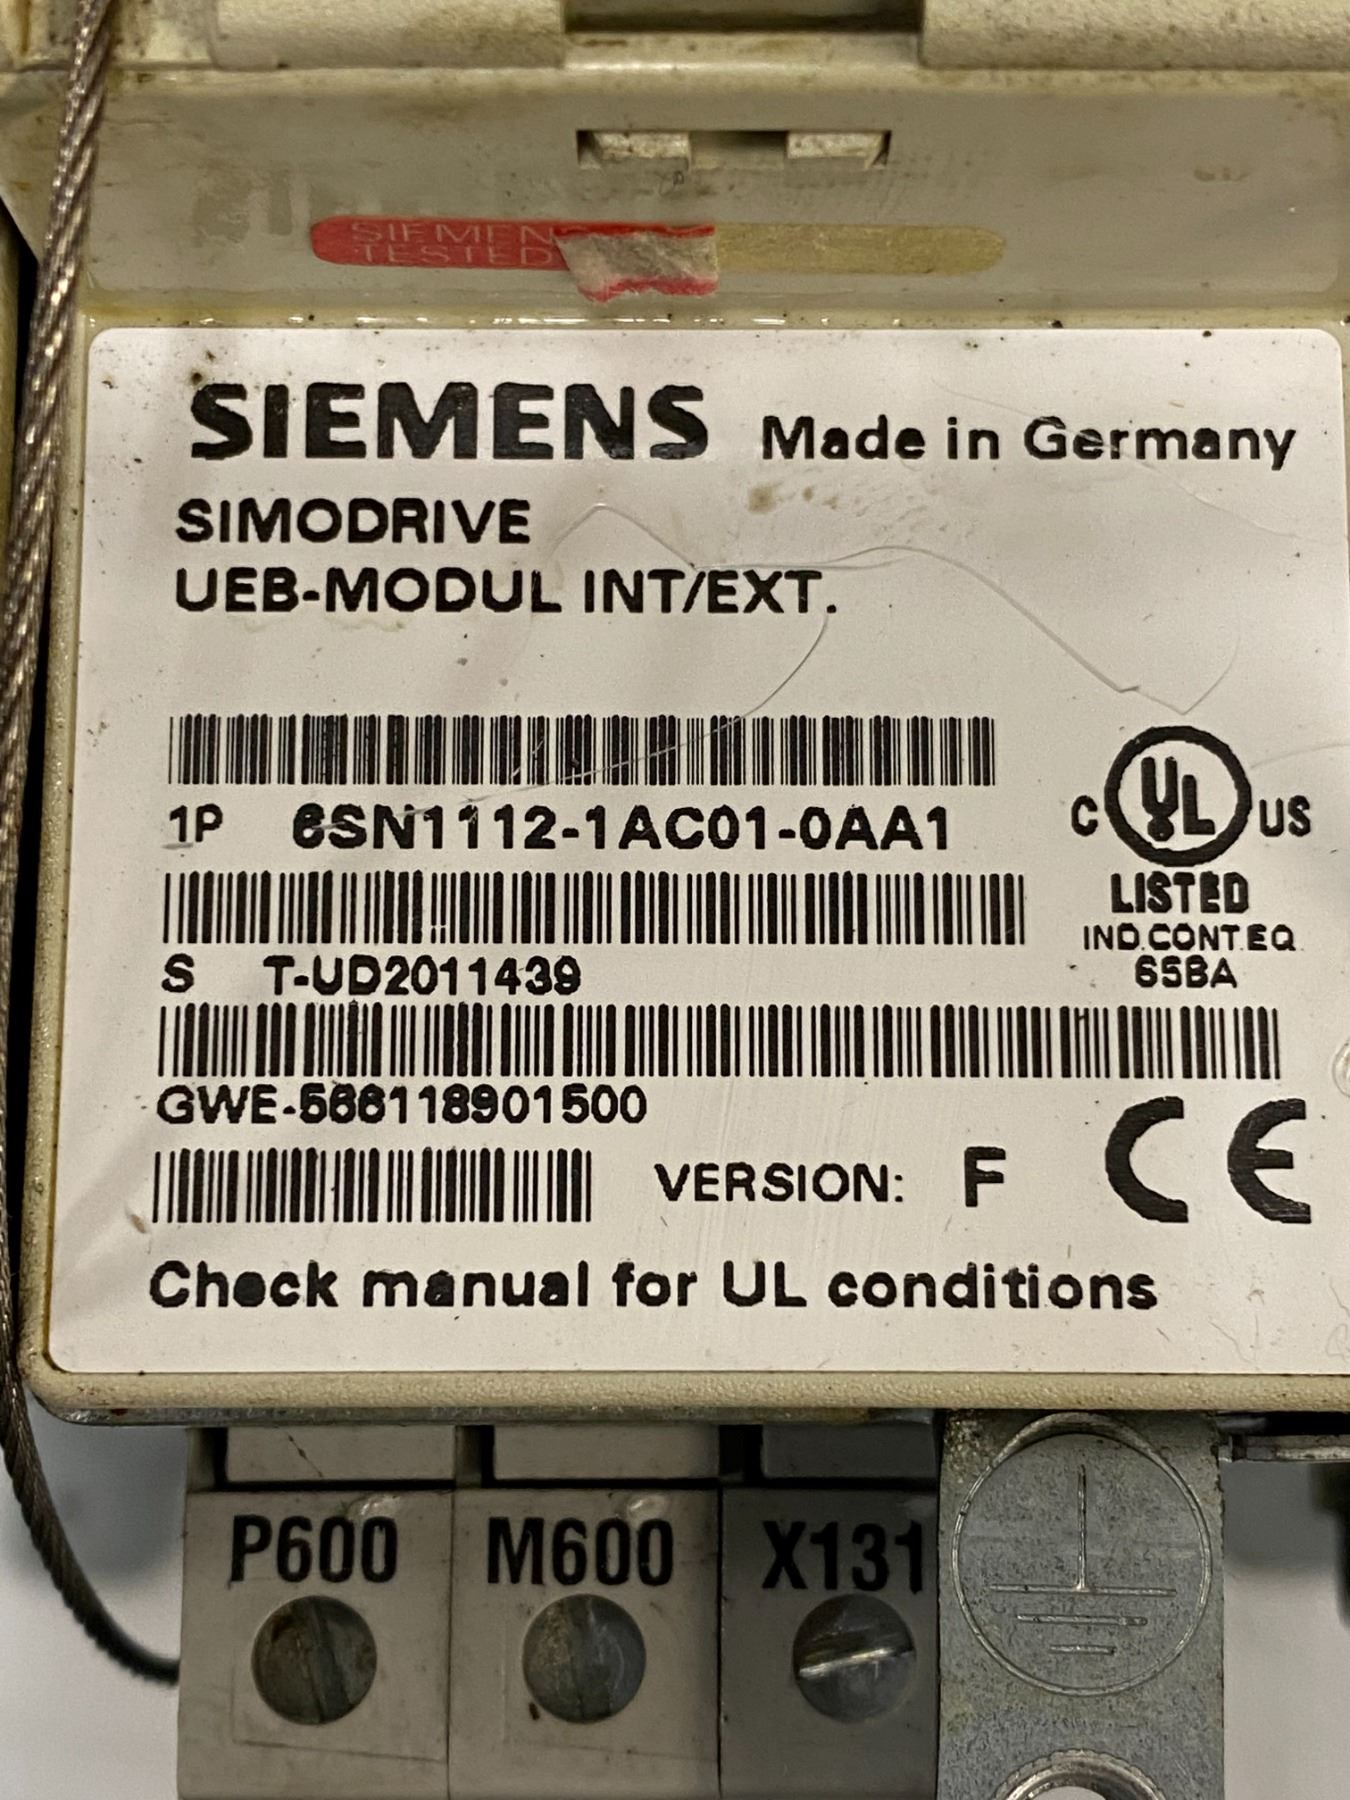 SIEMEN
TESTED
SIEMENS Made in Germany
SIMODRIVE
UEB-MODUL INT/EXT.
1P 6SN1112-1AC01-0AA1
C UL US
LISTED
IND.CONT.EQ
65BA
S T-UD2011439
GWE-566118901500
VERSION: F CE
Check manual for UL conditions
P600 M600 X131